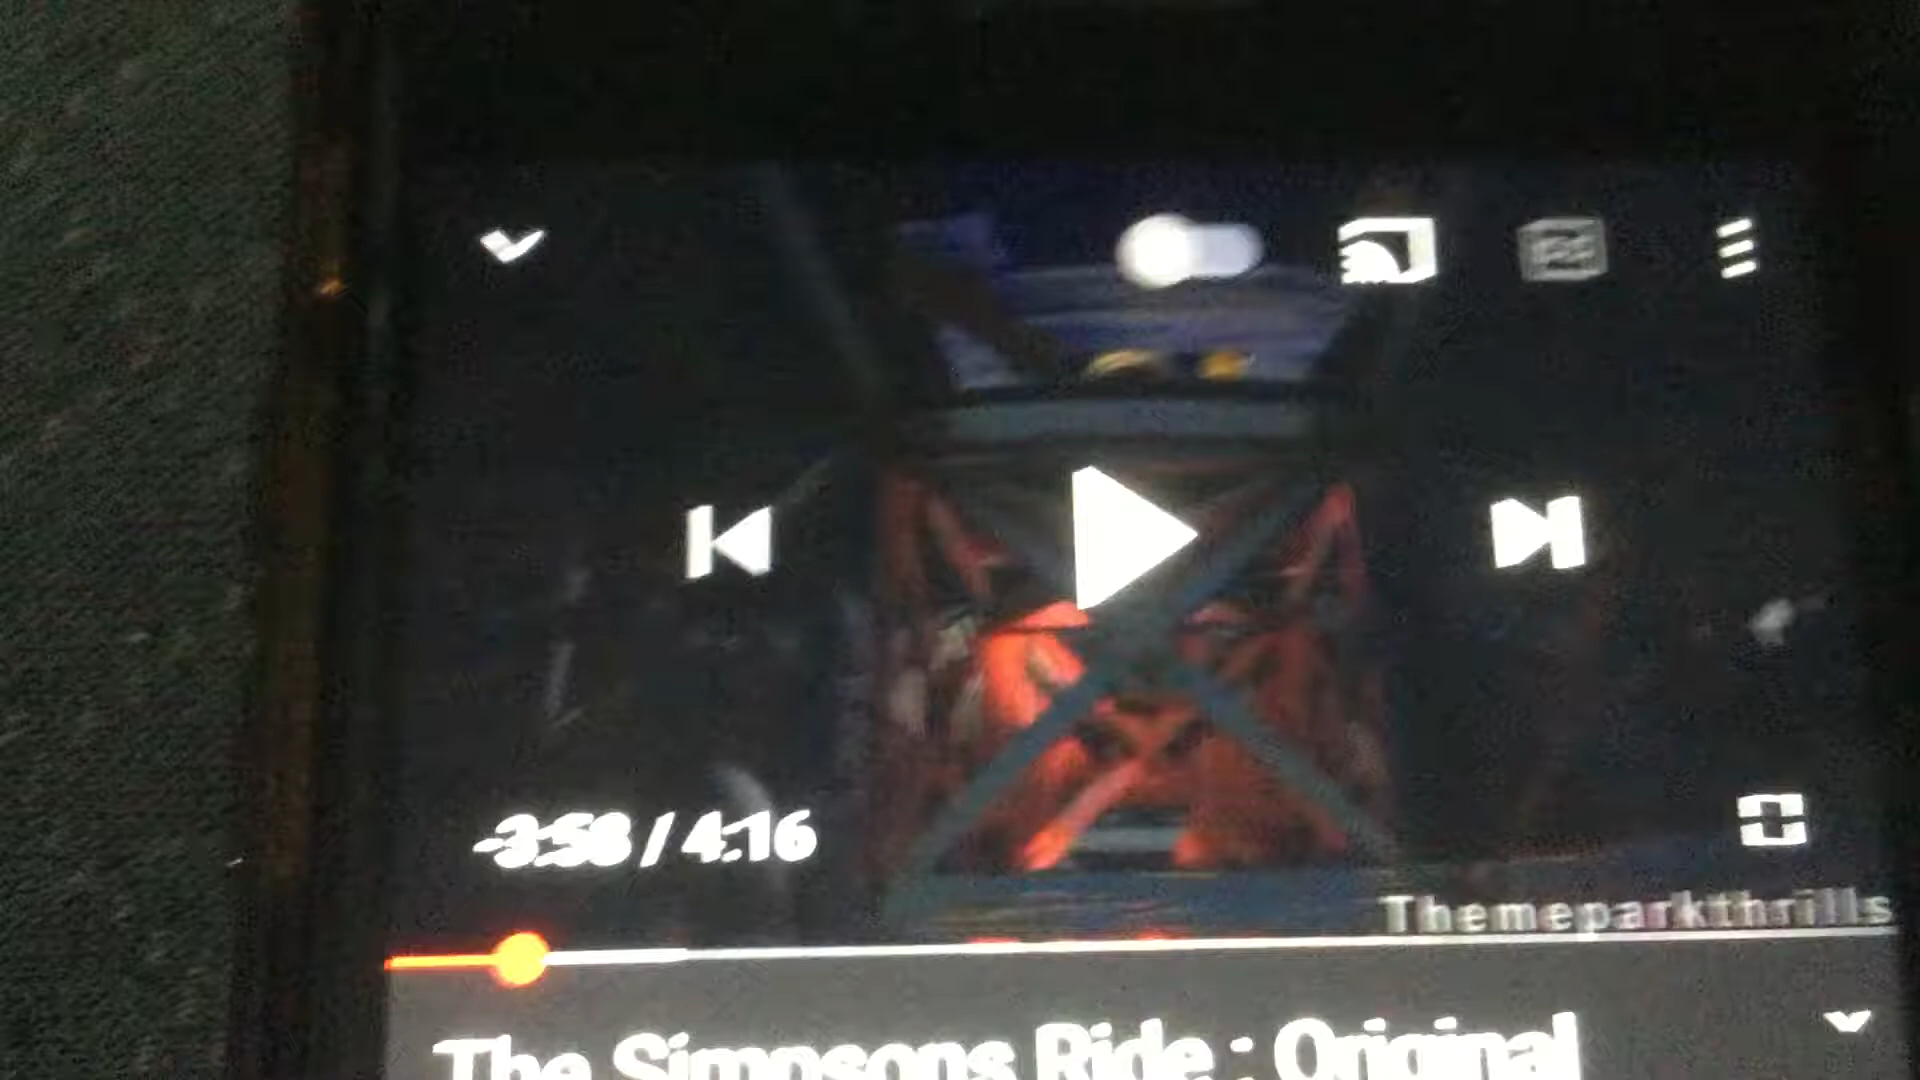 -3:58 / 4:16
Themeparkthrills
The Simpsons Ride : Original